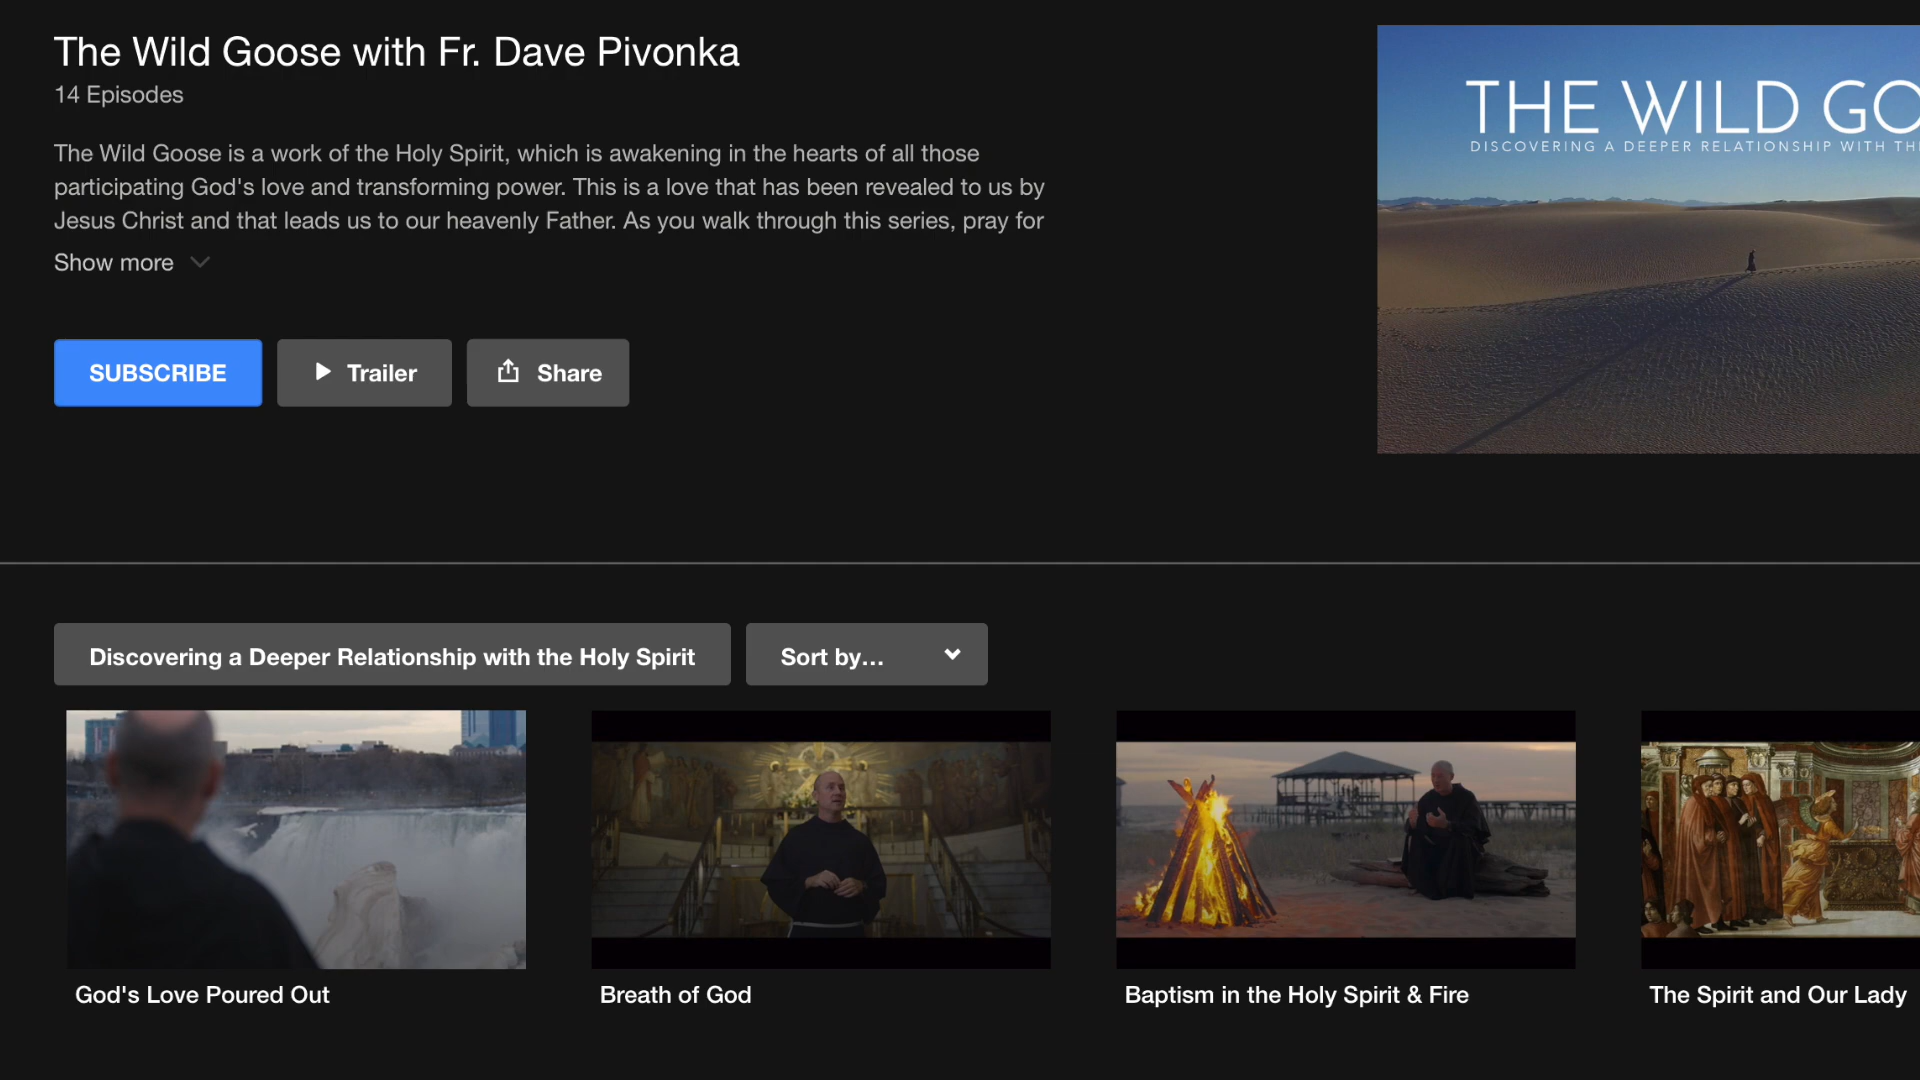 The Wild Goose with Fr. Dave Pivonka
14 Episodes
The Wild Goose is a work of the Holy Spirit, which is awakening in the hearts of all those
participating God's love and transforming power. This is a love that has been revealed to us by
Jesus Christ and that leads us to our heavenly Father. As you walk through this series, pray for
Show more
SUBSCRIBE
Trailer
Share
THE WILD GO
DISCOVERING A DEEPER RELATIONSHIP WITH TH
Discovering a Deeper Relationship with the Holy Spirit
Sort by...
God's Love Poured Out
Breath of God
Baptism in the Holy Spirit & Fire
The Spirit and Our Lady